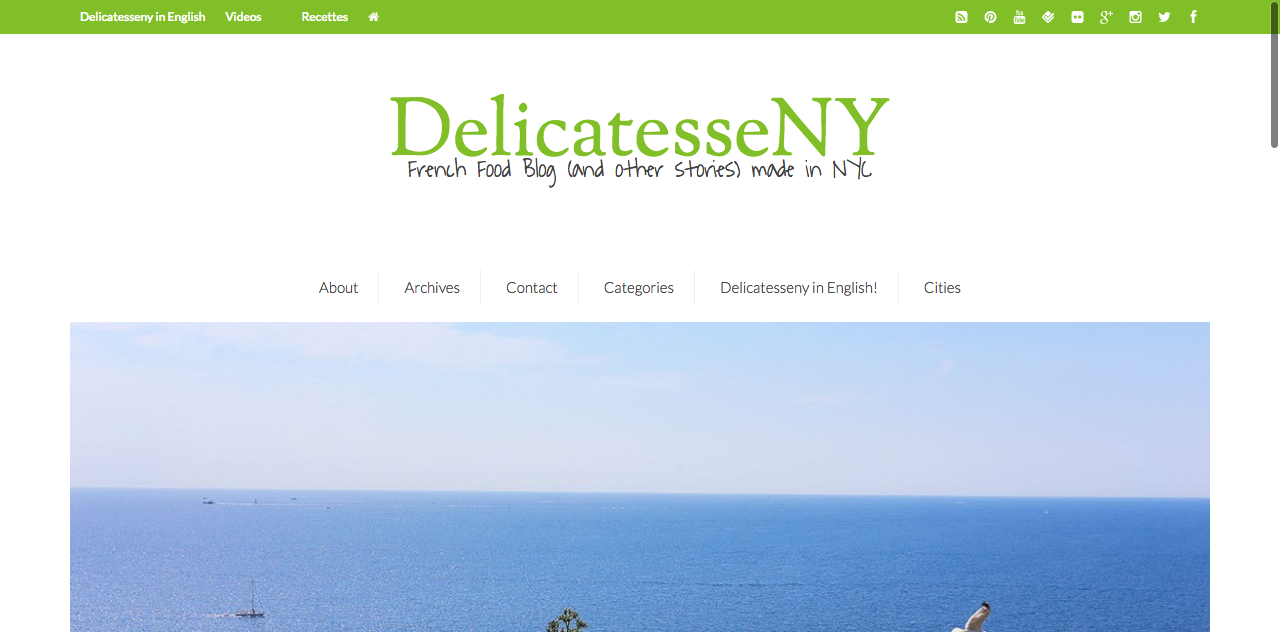 Delicatesseny in English Videos Recettes
DelicatesseNY
French Food Blog (and other stories) made in NYC
About Archives Contact Categories Delicatesseny in English! Cities